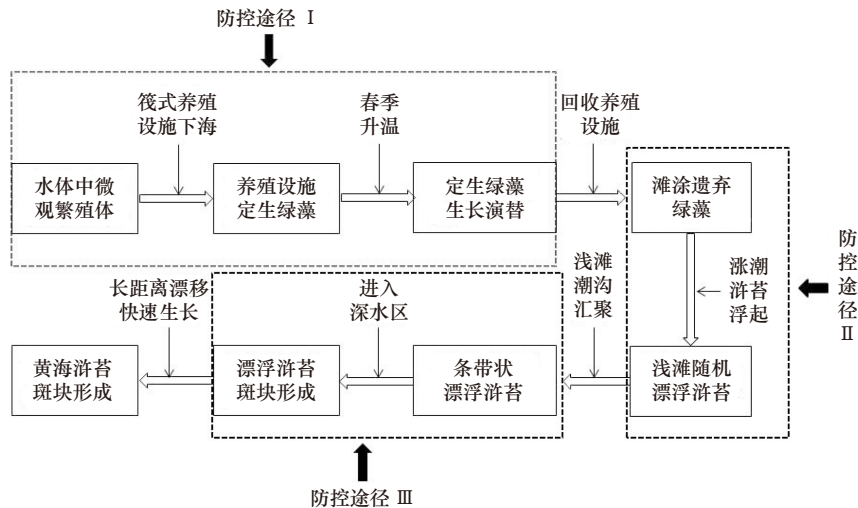 防控途径 Ⅰ
筏式养殖
设施下海
春季
升温
回收养殖
设施
水体中微
观繁殖体
养殖设施
定生绿藻
定生绿藻
生长演替
滩涂遗弃
绿藻
涨潮
浒苔
浮起
防控途径 Ⅱ
浅滩
潮沟
汇聚
进入
深水区
长距离漂移
快速生长
浅滩随机
漂浮浒苔
条带状
漂浮浒苔
漂浮浒苔
斑块形成
黄海浒苔
斑块形成
防控途径 Ⅲ